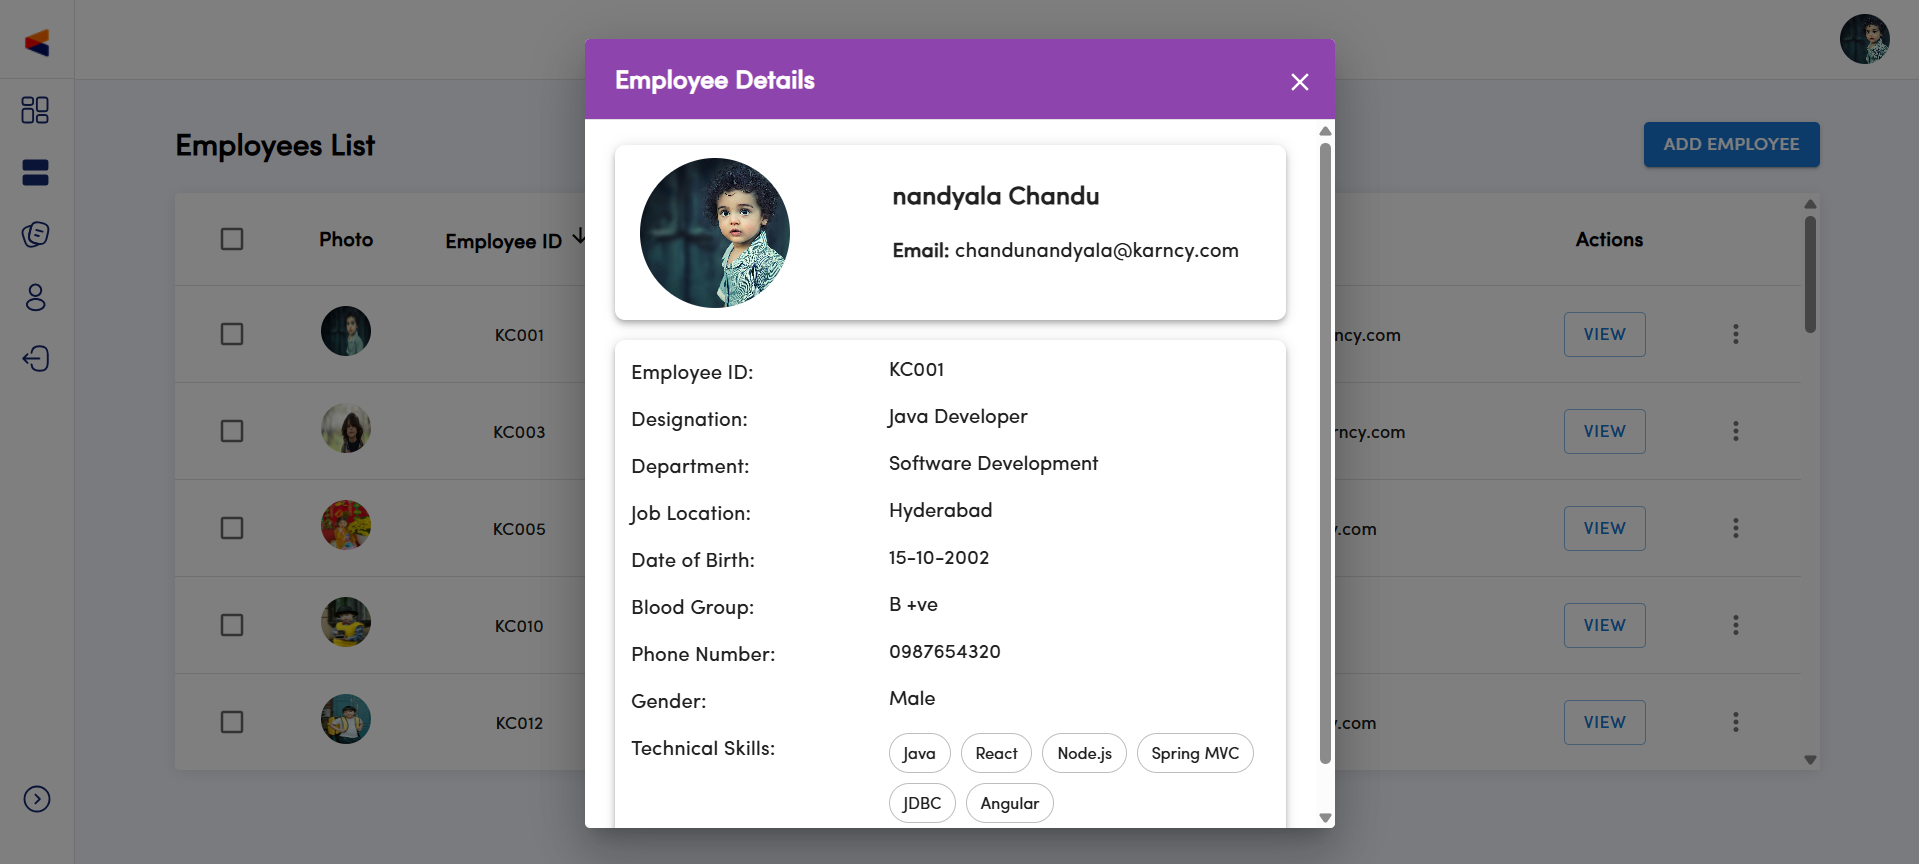 Employee Details
nandyala Chandu
Email: chandunandyala@karncy.com
Employee ID: KC001
Designation: Java Developer
Department: Software Development
Job Location: Hyderabad
Date of Birth: 15-10-2002
Blood Group: B +ve
Phone Number: 0987654320
Gender: Male
Technical Skills: Java React Node.js Spring MVC
JDBC Angular
Employees List ADD EMPLOYEE
Photo Employee ID Actions
KC001 ncy.com VIEW
KC003 rncy.com VIEW
KC005 .com VIEW
KC010 VIEW
KC012 .com VIEW